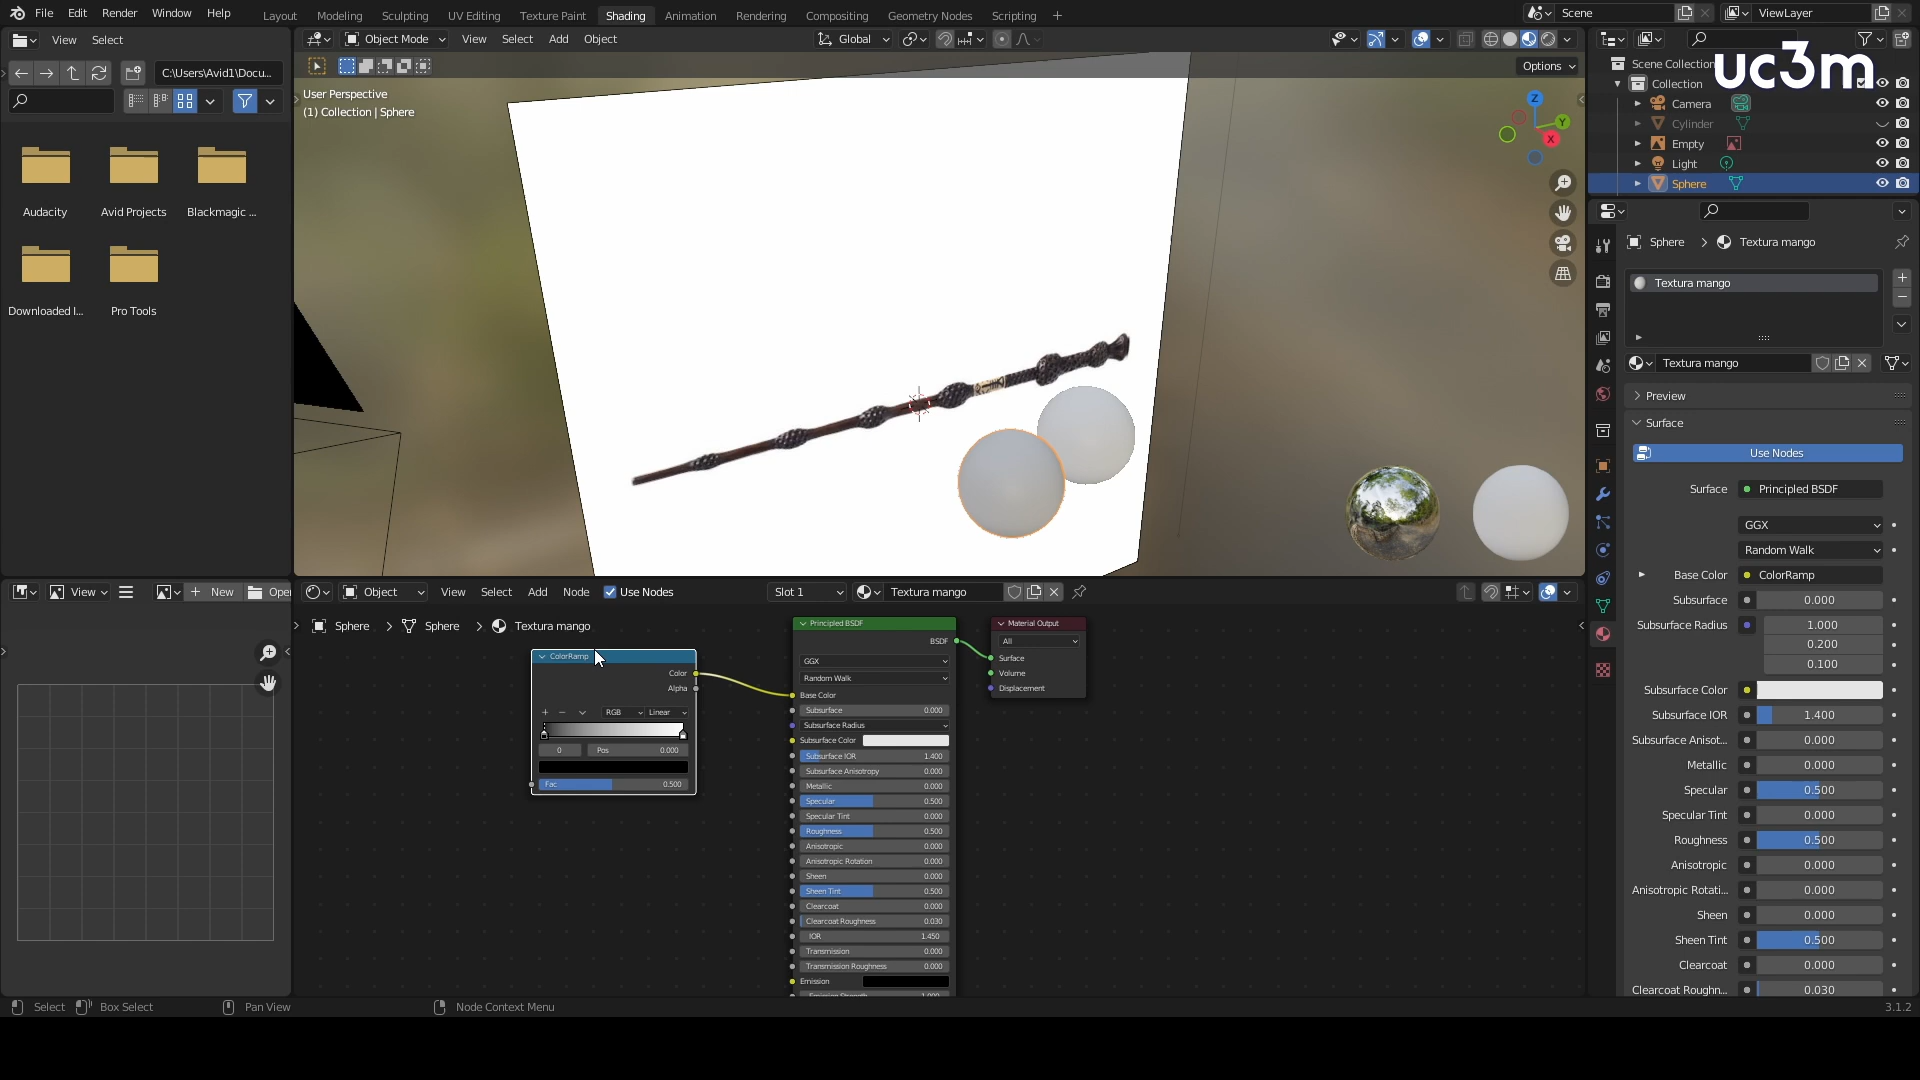 File Edit Render Window Help Layout Modeling Sculpting UV Editing Texture Paint Shading Animation Rendering Compositing Geometry Nodes Scripting + Scene ViewLayer
View Select
Object Mode View Select Add Object Global
C:\Users\Avid1\Docu...
Options
uc3m
Scene Collection
Collection
Camera
Cylinder
Empty
Light
Sphere
User Perspective
(1) Collection | Sphere
Z
Y
X
Audacity Avid Projects Blackmagic ...
Downloaded I... Pro Tools
Sphere > Textura mango
Textura mango
Textura mango
Preview
Surface
Use Nodes
Surface Principled BSDF
GGX
Random Walk
Base Color ColorRamp
Subsurface 0.000
Subsurface Radius 1.000
0.200
0.100
Subsurface Color
Subsurface IOR 1.400
Subsurface Anisot... 0.000
Metallic 0.000
Specular 0.500
Specular Tint 0.000
Roughness 0.500
Anisotropic 0.000
Anisotropic Rotati... 0.000
Sheen 0.000
Sheen Tint 0.500
Clearcoat 0.000
Clearcoat Roughn... 0.030
View + New Ope
Object View Select Add Node Use Nodes Slot 1 Textura mango
Sphere > Sphere > Textura mango
ColorRamp
Color
Alpha
+ − RGB Linear
0 Pos 0.000
Fac 0.500
Principled BSDF
BSDF
GGX
Random Walk
Base Color
Subsurface 0.000
Subsurface Radius
Subsurface Color
Subsurface IOR 1.400
Subsurface Anisotropy 0.000
Metallic 0.000
Specular 0.500
Specular Tint 0.000
Roughness 0.500
Anisotropic 0.000
Anisotropic Rotation 0.000
Sheen 0.000
Sheen Tint 0.500
Clearcoat 0.000
Clearcoat Roughness 0.030
IOR 1.450
Transmission 0.000
Transmission Roughness 0.000
Emission
Material Output
All
Surface
Volume
Displacement
Select Box Select Pan View Node Context Menu 3.1.2